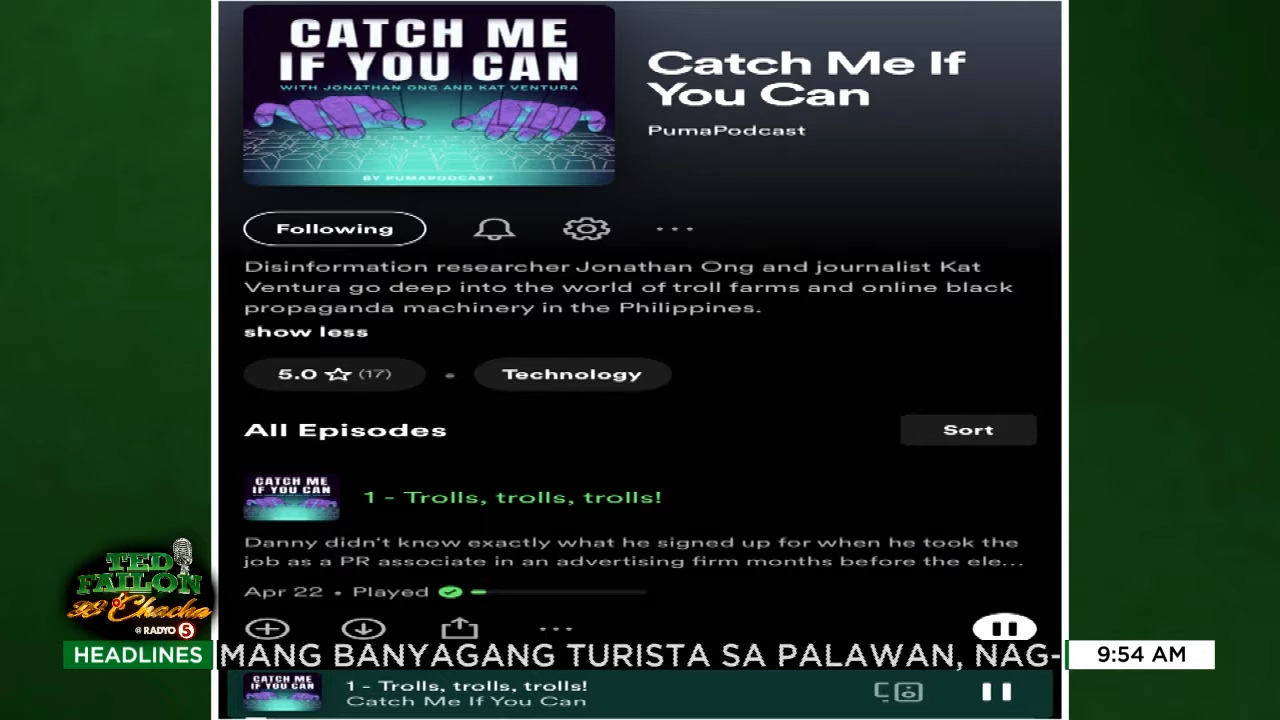 CATCH ME
IF YOU CAN
WITH JONATHAN ONG AND KAT VENTURA
BY PUMAPODCAST
Catch Me If
You Can
PumaPodcast
Following
Disinformation researcher Jonathan Ong and journalist Kat
Ventura go deep into the world of troll farms and online black
propaganda machinery in the Philippines.
show less
5.0 (17)
Technology
All Episodes
Sort
CATCH ME
IF YOU CAN
1 - Trolls, trolls, trolls!
Danny didn't know exactly what he signed up for when he took the
job as a PR associate in an advertising firm months before the ele...
Apr 22 • Played
TED
FAILON
at Chacha
@ RADYO 5
HEADLINES
MANG BANYAGANG TURISTA SA PALAWAN, NAG-
9:54 AM
CATCH ME
IF YOU CAN
1 - Trolls, trolls, trolls!
Catch Me If You Can